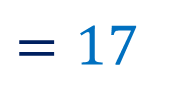 = 17